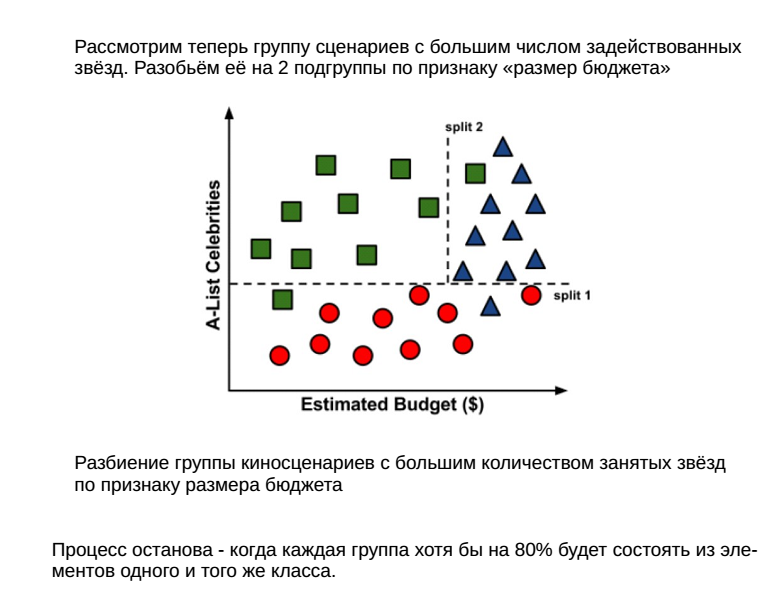 Рассмотрим теперь группу сценариев с большим числом задействованных
звёзд. Разобьём её на 2 подгруппы по признаку «размер бюджета»
split 2
A-List Celebrities
split 1
Estimated Budget ($)
Разбиение группы киносценариев с большим количеством занятых звёзд
по признаку размера бюджета
Процесс останова - когда каждая группа хотя бы на 80% будет состоять из эле-
ментов одного и того же класса.